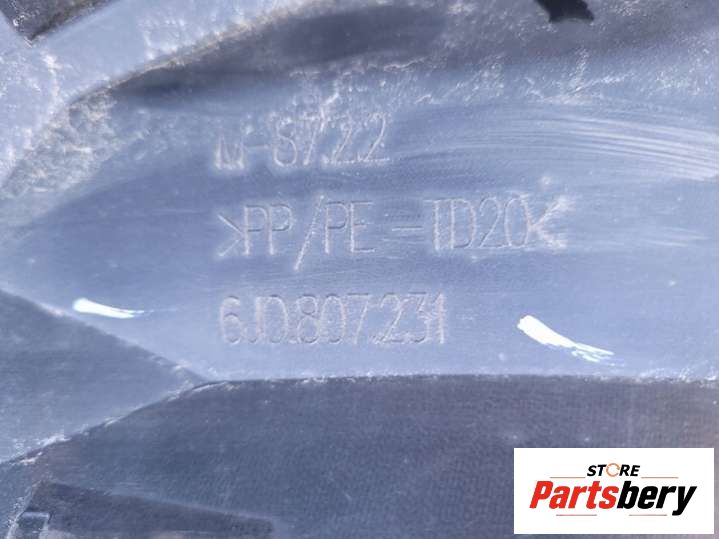 M-8722
>PP/PE-TD20<
6JD.807.231
STORE
Partsbery